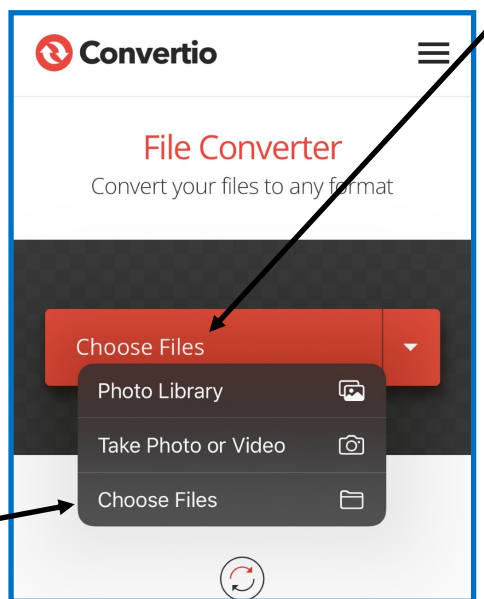 Convertio
File Converter
Convert your files to any format
Choose Files
Photo Library
Take Photo or Video
Choose Files